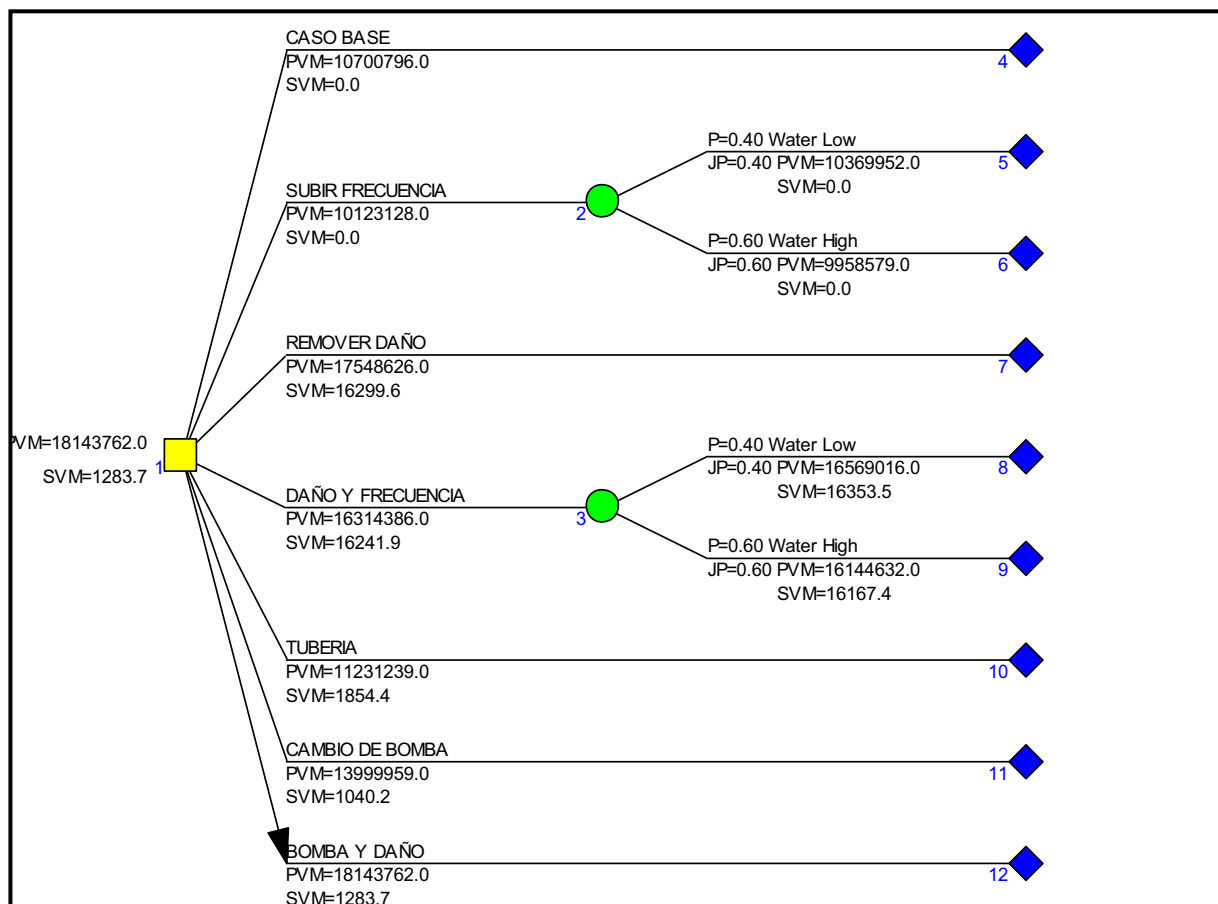 CASO BASE
PVM=10700796.0
SVM=0.0
4
P=0.40 Water Low
JP=0.40 PVM=10369952.0
SVM=0.0
5
SUBIR FRECUENCIA
PVM=10123128.0
SVM=0.0
2
P=0.60 Water High
JP=0.60 PVM=9958579.0
SVM=0.0
6
REMOVER DAÑO
PVM=17548626.0
SVM=16299.6
7
PVM=18143762.0
SVM=1283.7
1
P=0.40 Water Low
JP=0.40 PVM=16569016.0
SVM=16353.5
8
DAÑO Y FRECUENCIA
PVM=16314386.0
SVM=16241.9
3
P=0.60 Water High
JP=0.60 PVM=16144632.0
SVM=16167.4
9
TUBERIA
PVM=11231239.0
SVM=1854.4
10
CAMBIO DE BOMBA
PVM=13999959.0
SVM=1040.2
11
BOMBA Y DAÑO
PVM=18143762.0
SVM=1283.7
12